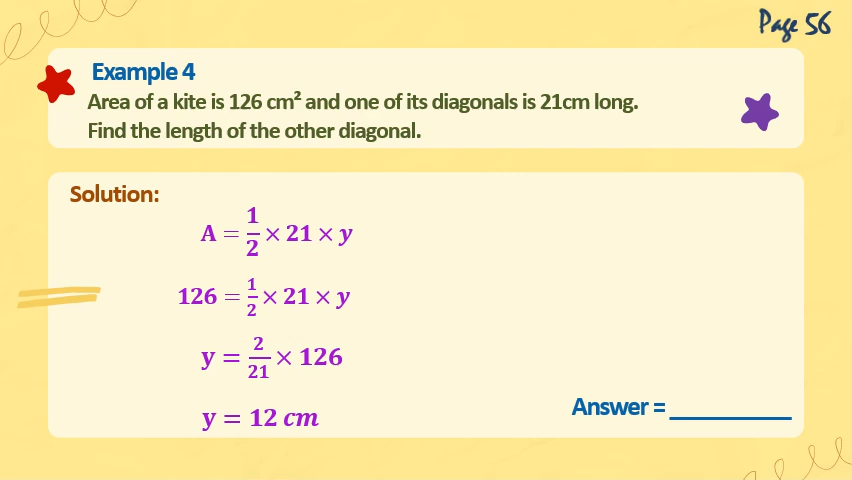 Page 56
Example 4
Area of a kite is 126 cm² and one of its diagonals is 21cm long.
Find the length of the other diagonal.
Solution:
A = 1/2 × 21 × y
126 = 1/2 × 21 × y
y = 2/21 × 126
y = 12 cm
Answer = __________